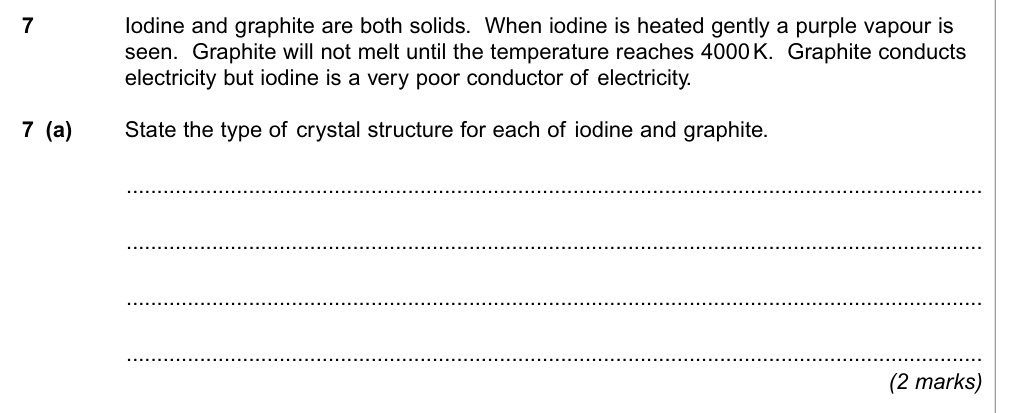 7 Iodine and graphite are both solids. When iodine is heated gently a purple vapour is
seen. Graphite will not melt until the temperature reaches 4000 K. Graphite conducts
electricity but iodine is a very poor conductor of electricity.
7 (a) State the type of crystal structure for each of iodine and graphite.
(2 marks)